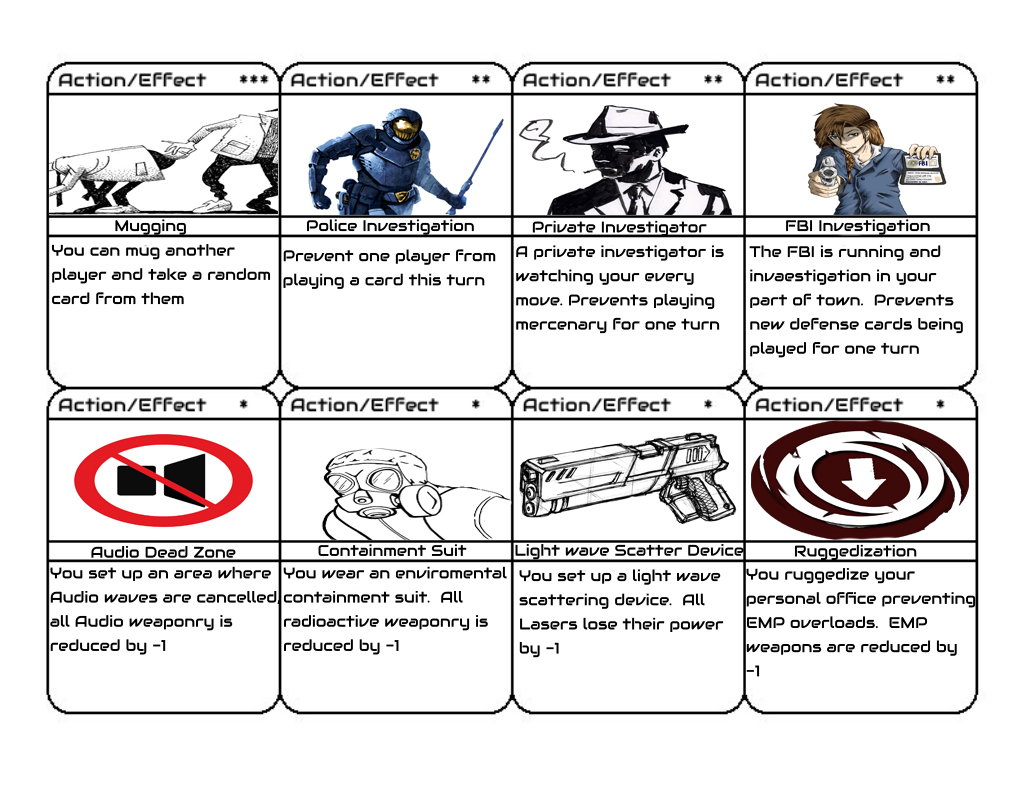 Action/Effect ***
Mugging
You can mug another
player and take a random
card from them
Action/Effect **
Police Investigation
Prevent one player from
playing a card this turn
Action/Effect **
Private Investigator
A private investigator is
watching your every
move. Prevents playing
mercenary for one turn
Action/Effect **
FBI
FBI Investigation
The FBI is running and
invaestigation in your
part of town. Prevents
new defense cards being
played for one turn
Action/Effect *
Audio Dead Zone
You set up an area where
Audio waves are cancelled,
all Audio weaponry is
reduced by -1
Action/Effect *
Containment Suit
You wear an enviromental
containment suit. All
radioactive weaponry is
reduced by -1
Action/Effect *
Light wave Scatter Device
You set up a light wave
scattering device. All
Lasers lose their power
by -1
Action/Effect *
Ruggedization
You ruggedize your
personal office preventing
EMP overloads. EMP
weapons are reduced by
-1